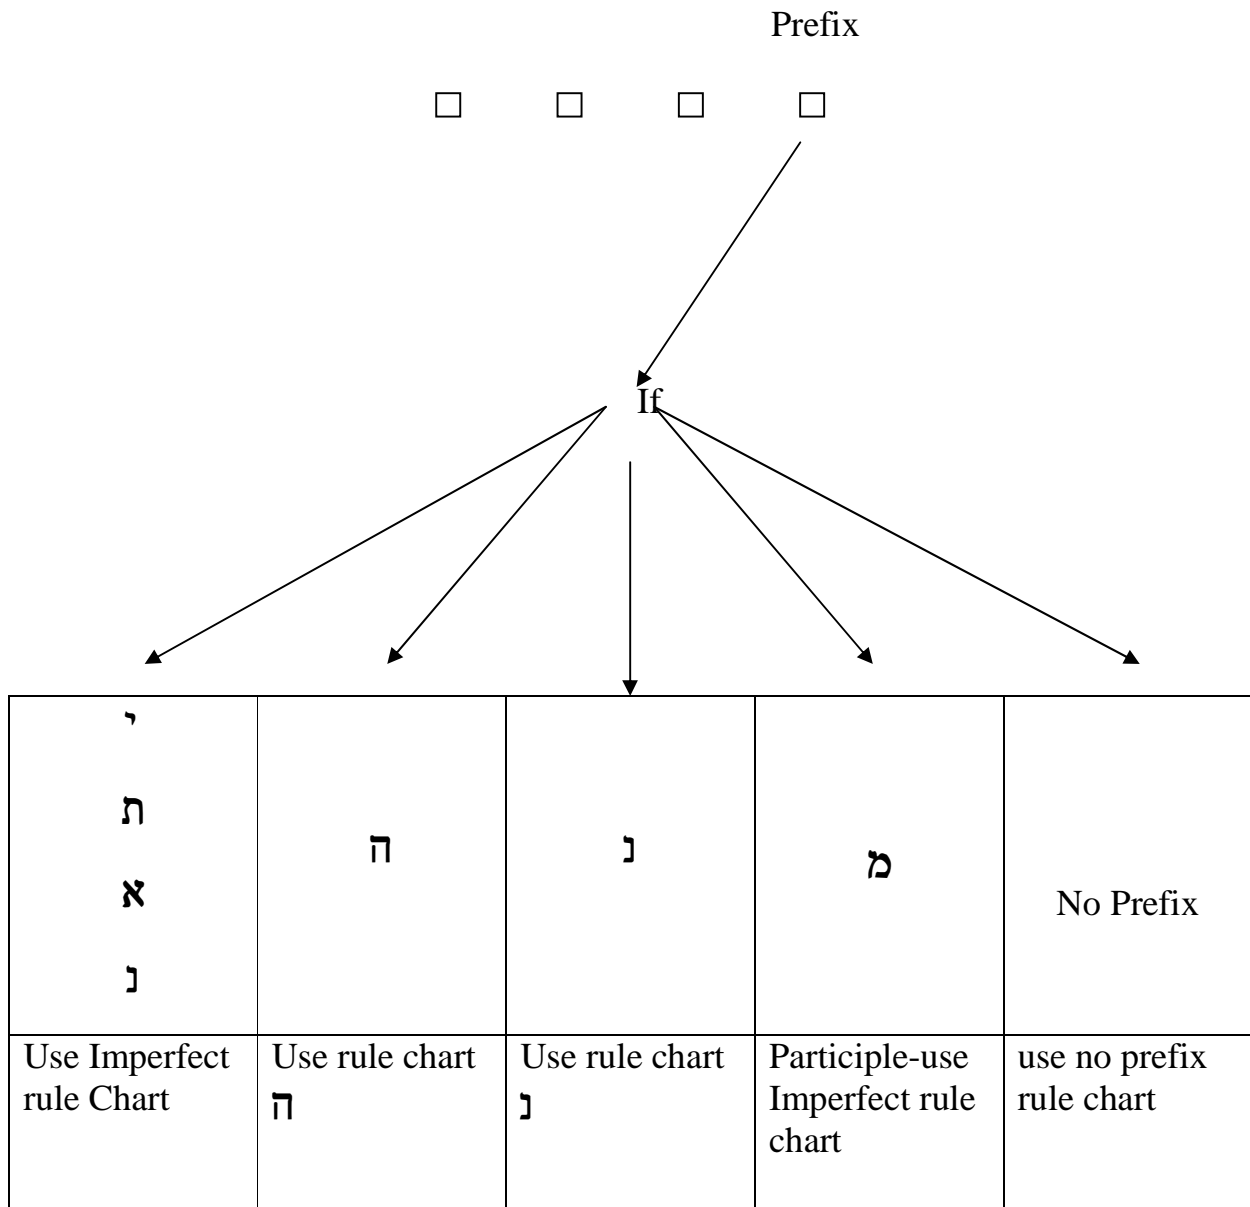 Prefix
□ □ □ □
If
י
ת
א
נ
ה
נ
מ
No Prefix
Use Imperfect
rule Chart
Use rule chart
ה
Use rule chart
נ
Participle-use
Imperfect rule
chart
use no prefix
rule chart